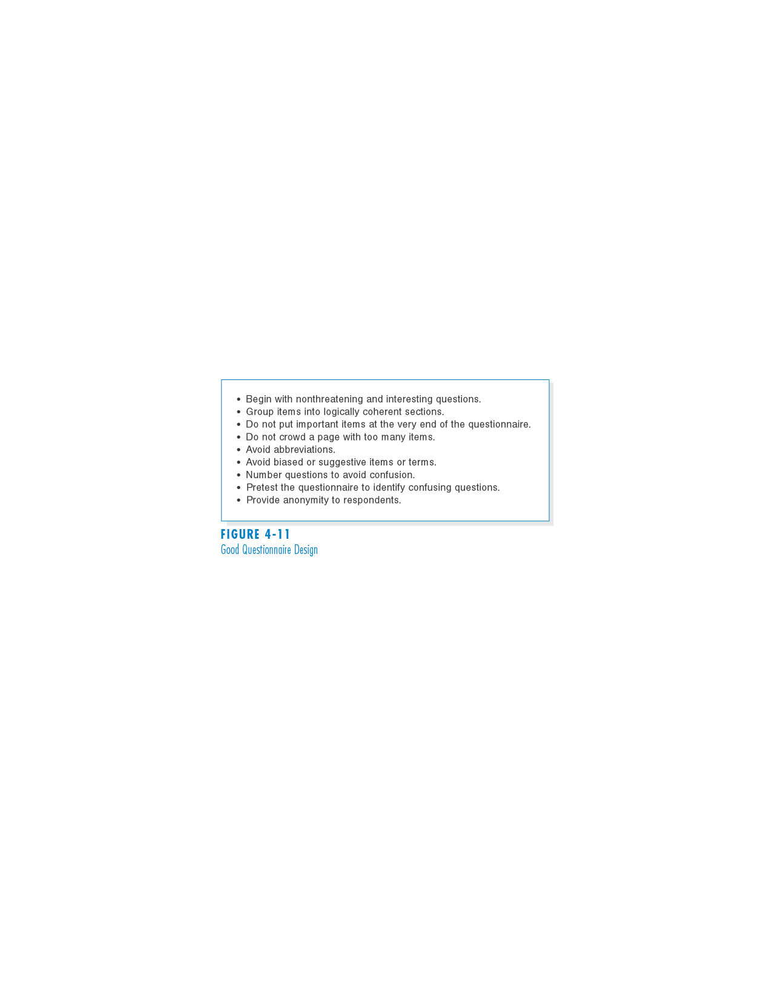 • Begin with nonthreatening and interesting questions.
• Group items into logically coherent sections.
• Do not put important items at the very end of the questionnaire.
• Do not crowd a page with too many items.
• Avoid abbreviations.
• Avoid biased or suggestive items or terms.
• Number questions to avoid confusion.
• Pretest the questionnaire to identify confusing questions.
• Provide anonymity to respondents.
FIGURE 4-11
Good Questionnaire Design